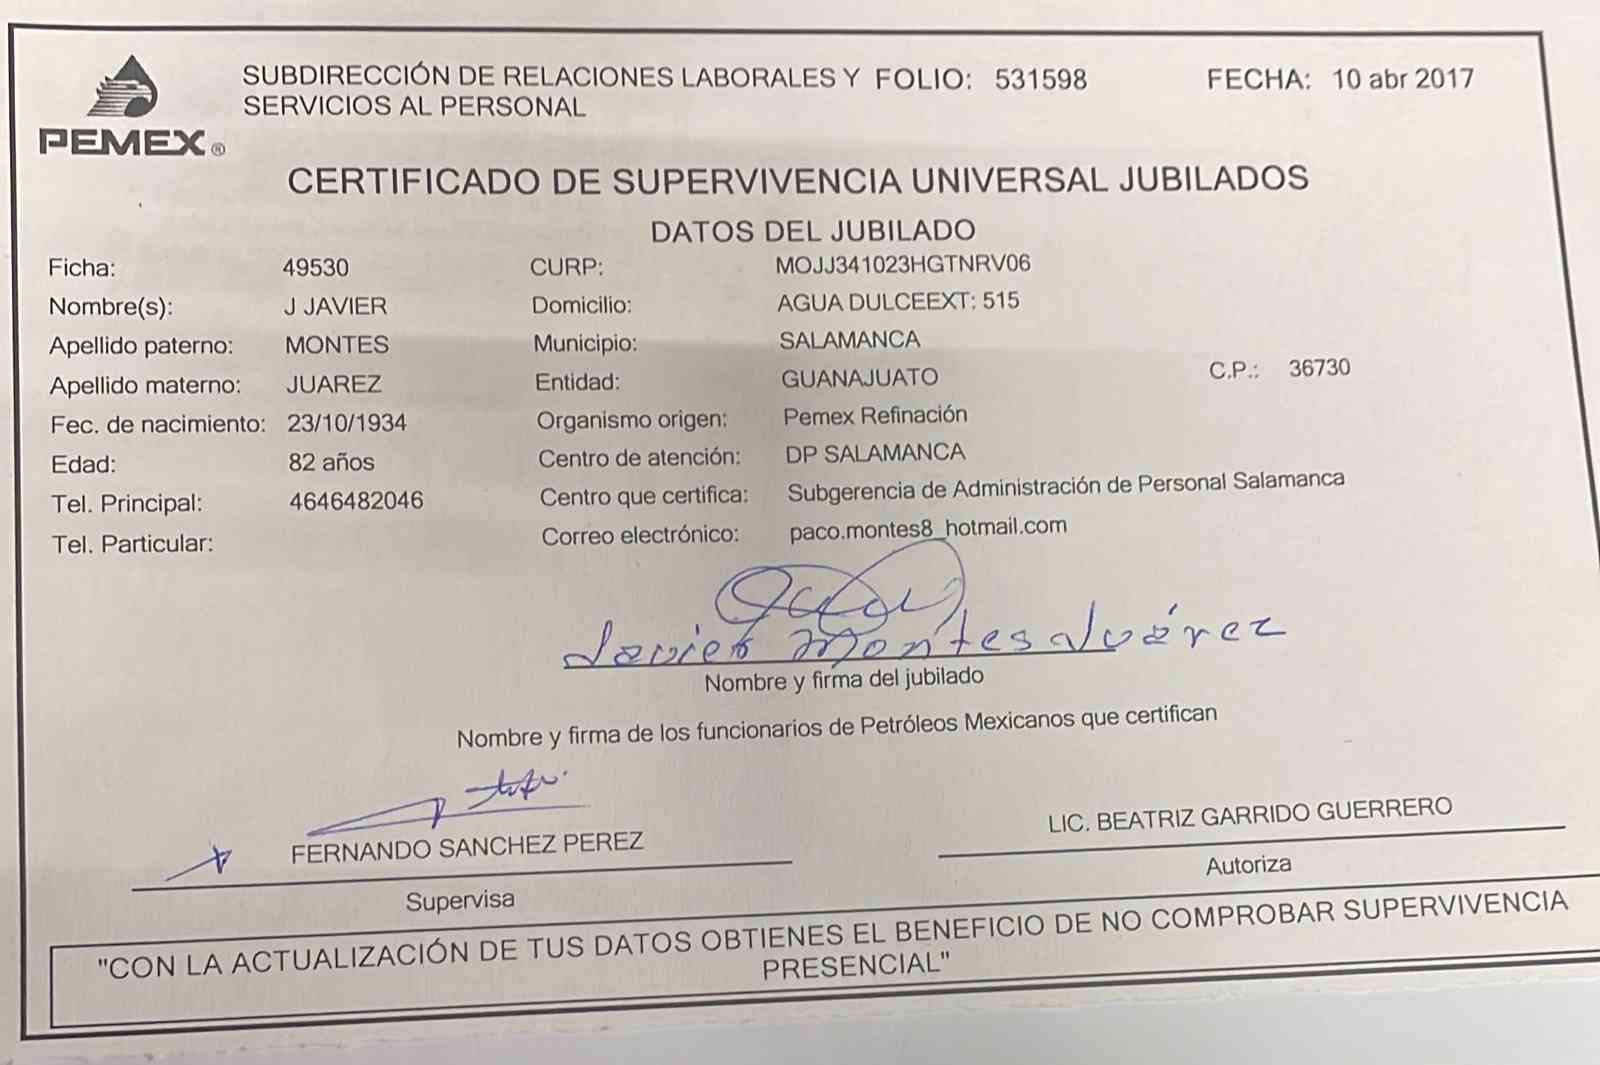 SUBDIRECCIÓN DE RELACIONES LABORALES Y FOLIO: 531598 FECHA: 10 abr 2017
SERVICIOS AL PERSONAL
PEMEX ®
CERTIFICADO DE SUPERVIVENCIA UNIVERSAL JUBILADOS
DATOS DEL JUBILADO
Ficha: 49530 CURP: MOJJ341023HGTNRV06
Nombre(s): J JAVIER Domicilio: AGUA DULCEEXT: 515
Apellido paterno: MONTES Municipio: SALAMANCA
Apellido materno: JUAREZ Entidad: GUANAJUATO C.P.: 36730
Fec. de nacimiento: 23/10/1934 Organismo origen: Pemex Refinación
Edad: 82 años Centro de atención: DP SALAMANCA
Tel. Principal: 4646482046 Centro que certifica: Subgerencia de Administración de Personal Salamanca
Tel. Particular: Correo electrónico: paco.montes8_hotmail.com
Javier Montes Juárez
Nombre y firma del jubilado
Nombre y firma de los funcionarios de Petróleos Mexicanos que certifican
FERNANDO SANCHEZ PEREZ LIC. BEATRIZ GARRIDO GUERRERO
Supervisa Autoriza
"CON LA ACTUALIZACIÓN DE TUS DATOS OBTIENES EL BENEFICIO DE NO COMPROBAR SUPERVIVENCIA
PRESENCIAL"